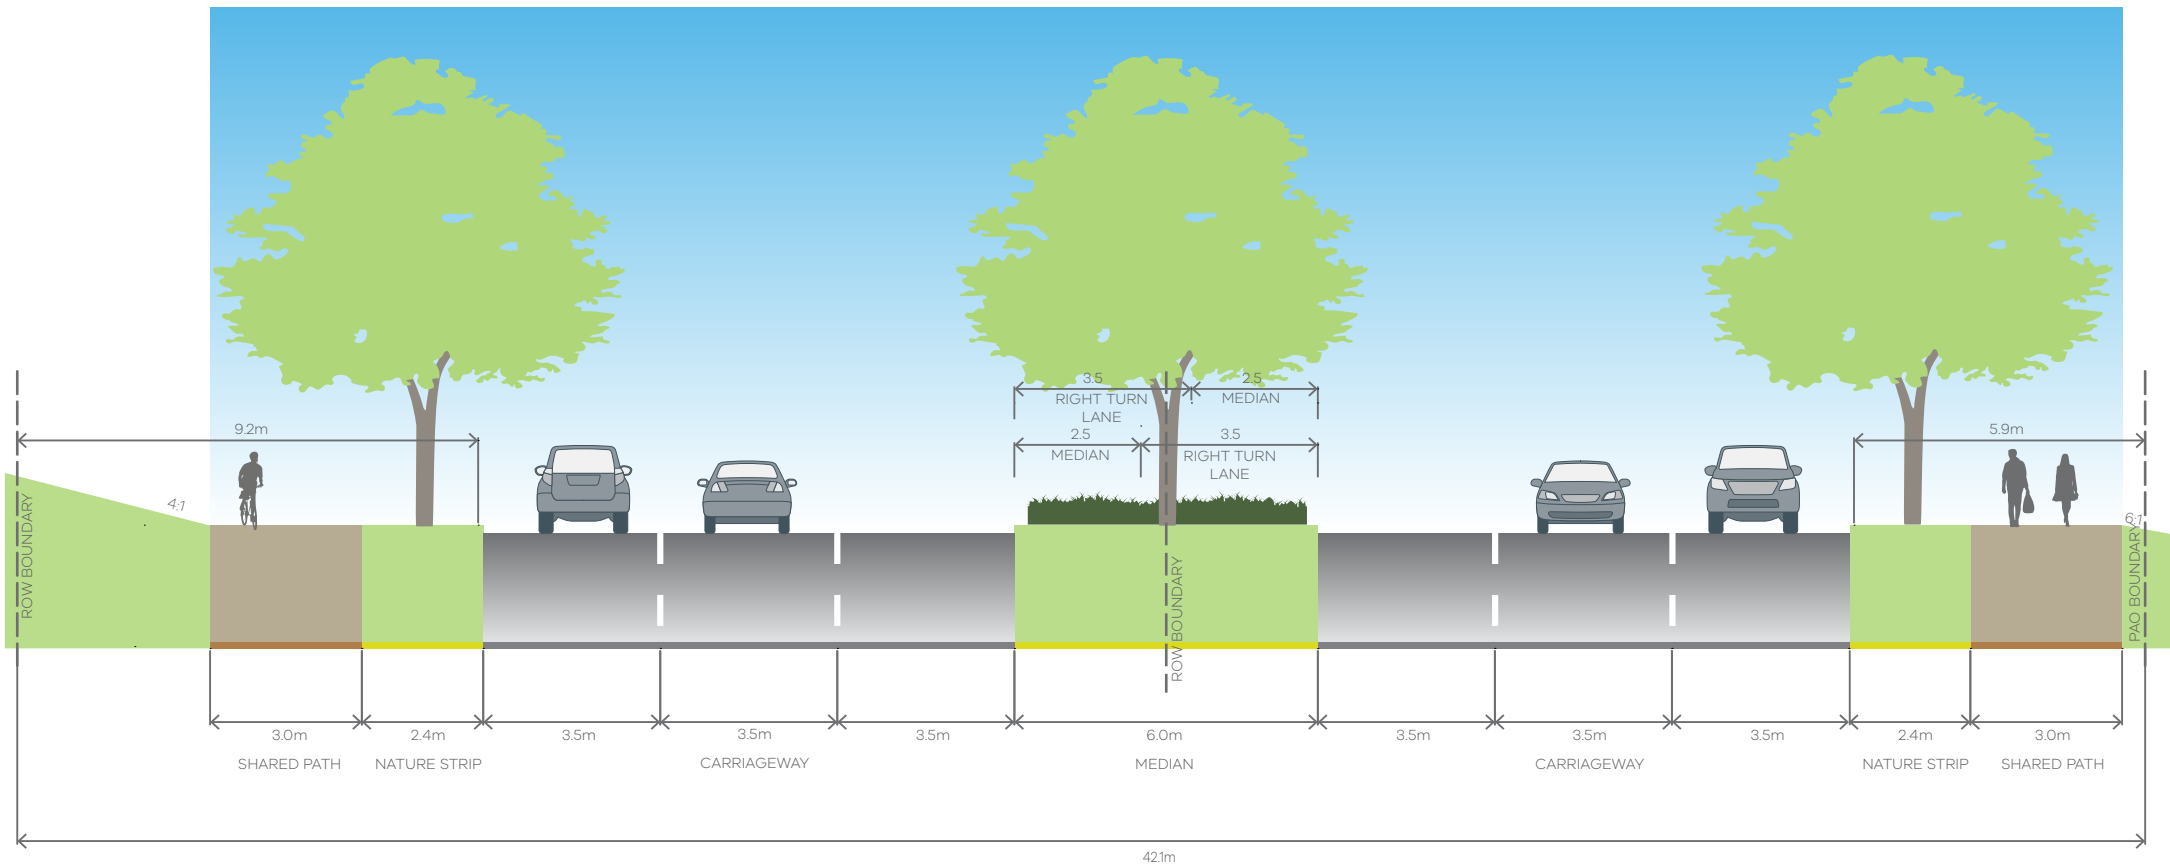 3.5
2.5
RIGHT TURN
LANE
MEDIAN
9.2m
2.5
3.5
5.9m
MEDIAN
RIGHT TURN
LANE
4:1
6:1
ROW BOUNDARY
ROW BOUNDARY
PAO BOUNDARY
3.0m
2.4m
3.5m
3.5m
3.5m
6.0m
3.5m
3.5m
3.5m
2.4m
3.0m
SHARED PATH
NATURE STRIP
CARRIAGEWAY
MEDIAN
CARRIAGEWAY
NATURE STRIP
SHARED PATH
42.1m